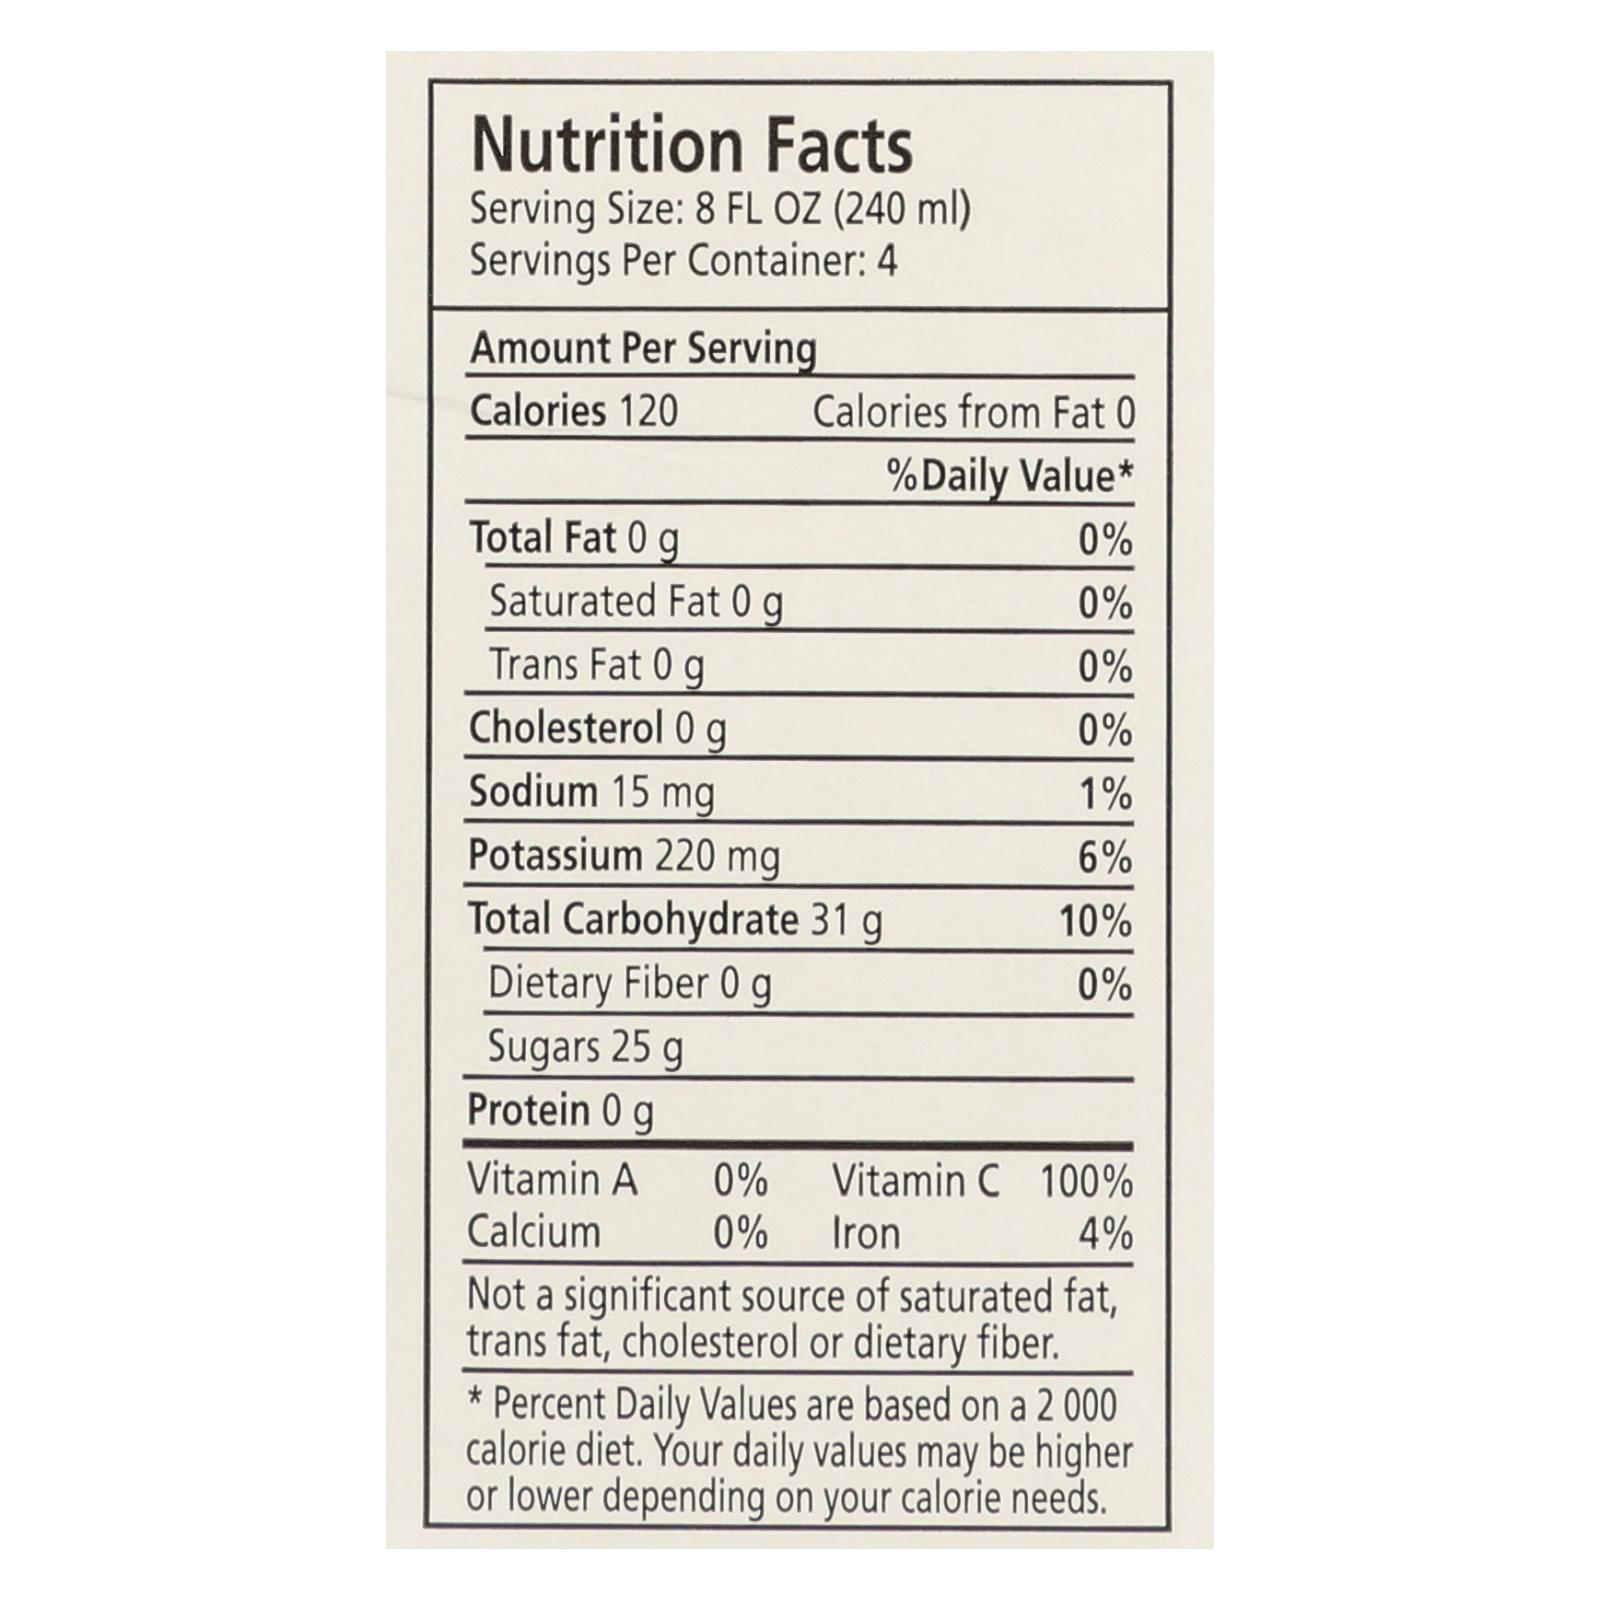 Nutrition Facts
Serving Size: 8 FL OZ (240 ml)
Servings Per Container: 4
Amount Per Serving
Calories 120 Calories from Fat 0
%Daily Value*
Total Fat 0 g 0%
Saturated Fat 0 g 0%
Trans Fat 0 g 0%
Cholesterol 0 g 0%
Sodium 15 mg 1%
Potassium 220 mg 6%
Total Carbohydrate 31 g 10%
Dietary Fiber 0 g 0%
Sugars 25 g
Protein 0 g
Vitamin A 0% Vitamin C 100%
Calcium 0% Iron 4%
Not a significant source of saturated fat,
trans fat, cholesterol or dietary fiber.
* Percent Daily Values are based on a 2 000
calorie diet. Your daily values may be higher
or lower depending on your calorie needs.